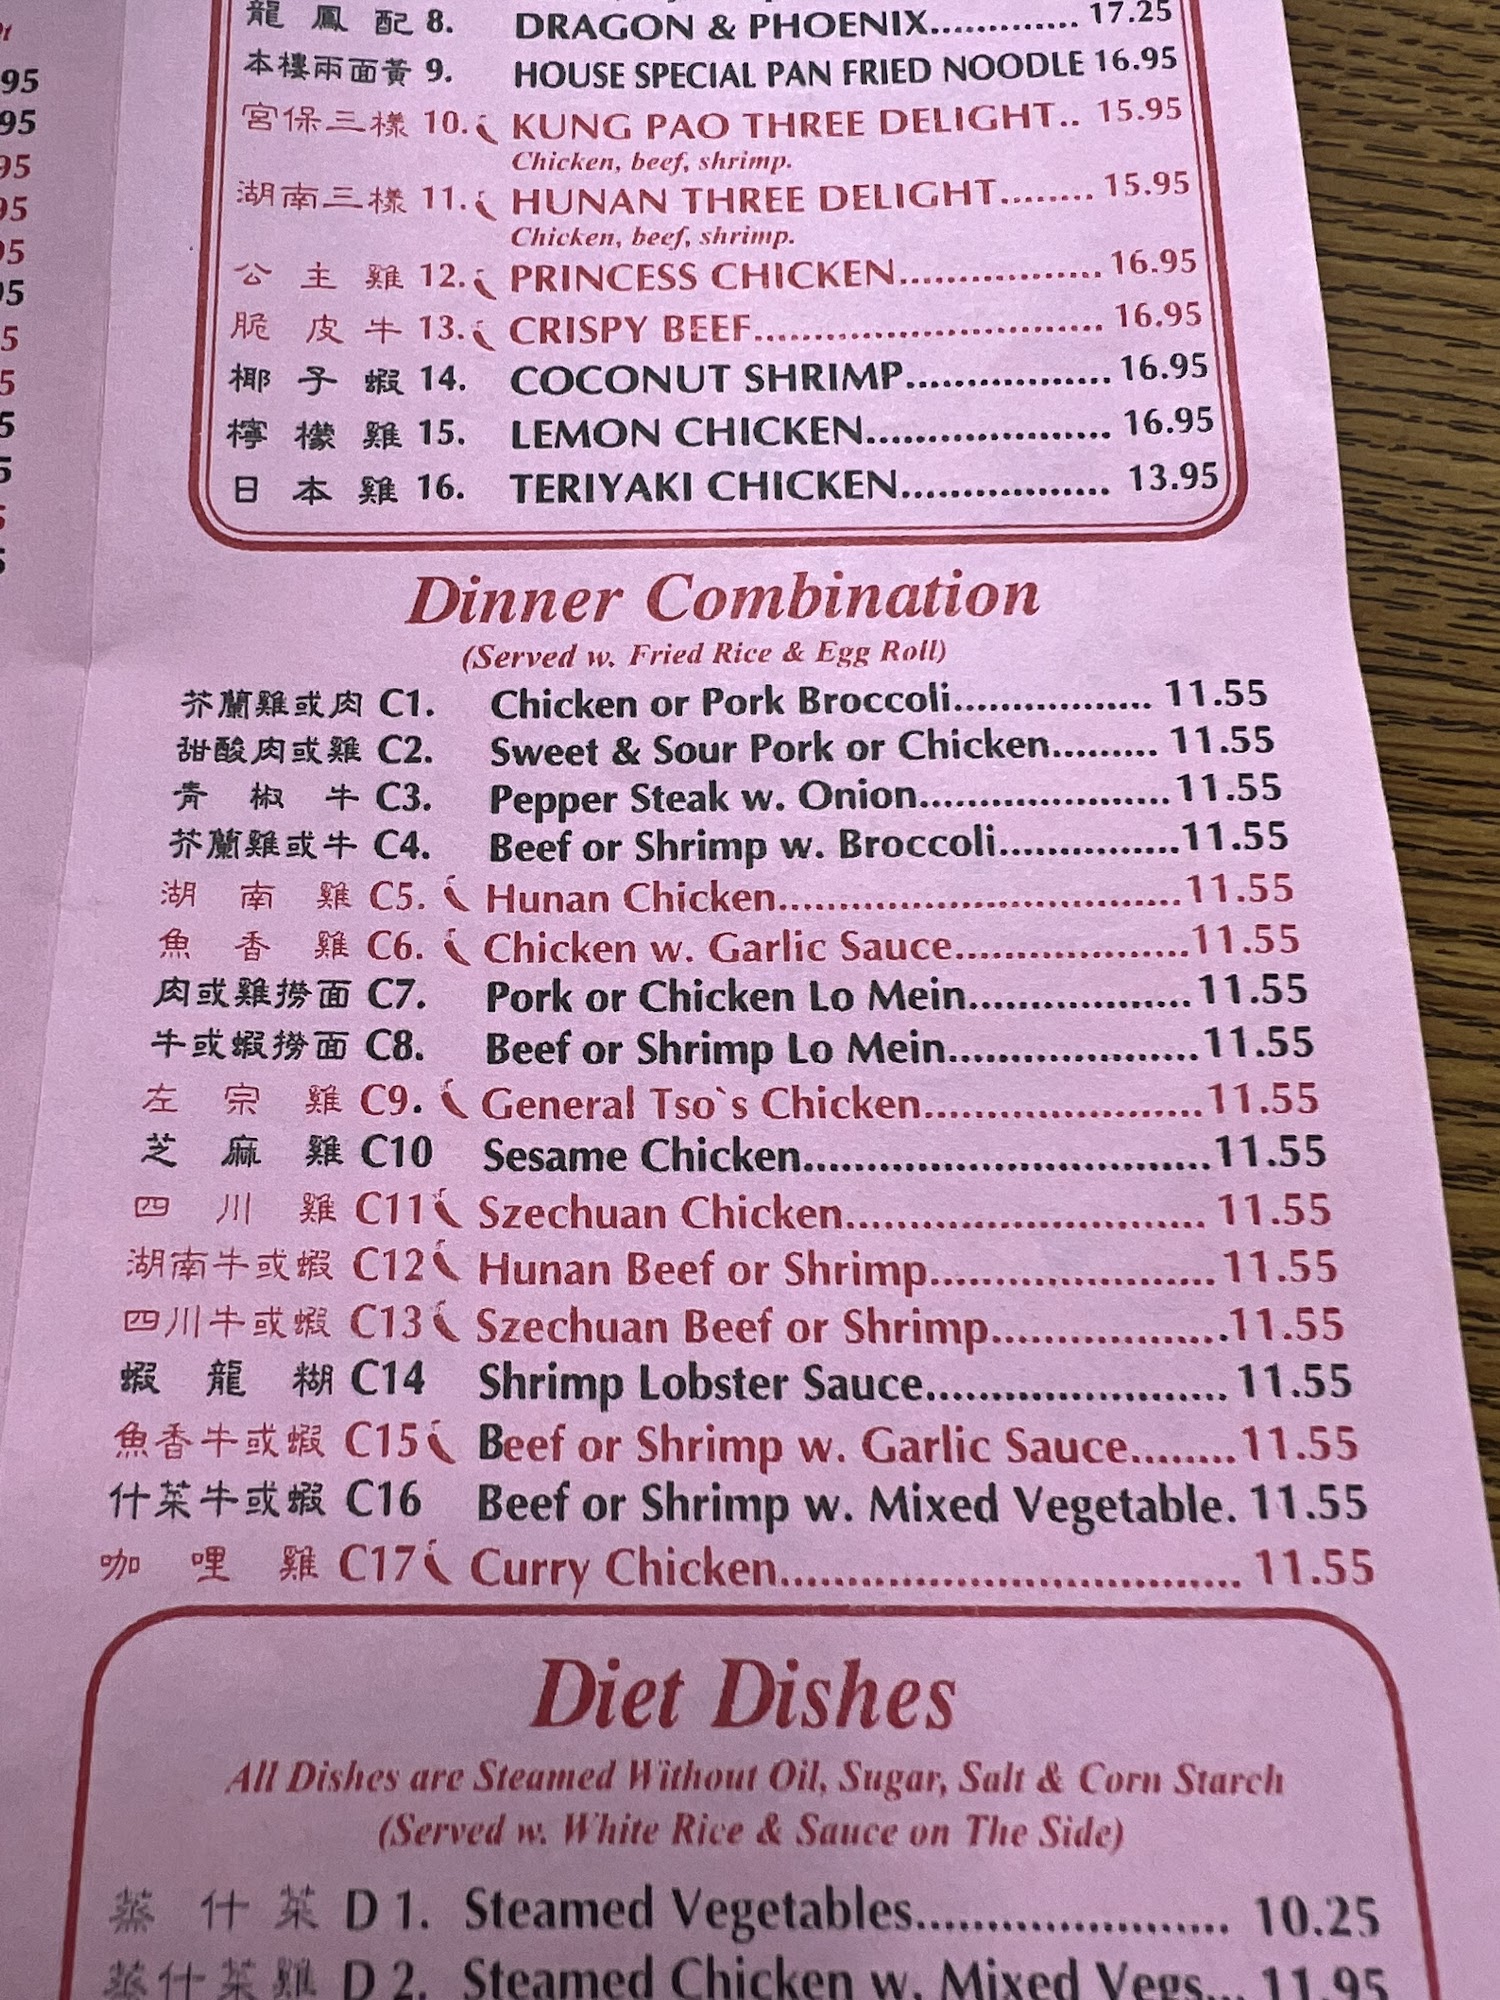 龍鳳配 8. DRAGON & PHOENIX............. 17.25
本樓兩面黃 9. HOUSE SPECIAL PAN FRIED NOODLE 16.95
宮保三樣 10. KUNG PAO THREE DELIGHT.. 15.95
Chicken, beef, shrimp.
湖南三樣 11. HUNAN THREE DELIGHT........ 15.95
Chicken, beef, shrimp.
公主雞 12. PRINCESS CHICKEN................. 16.95
脆皮牛 13. CRISPY BEEF............................. 16.95
椰子蝦 14. COCONUT SHRIMP.................. 16.95
檸檬雞 15. LEMON CHICKEN..................... 16.95
日本雞 16. TERIYAKI CHICKEN.................. 13.95
Dinner Combination
(Served w. Fried Rice & Egg Roll)
芥蘭雞或肉 C1. Chicken or Pork Broccoli................. 11.55
甜酸肉或雞 C2. Sweet & Sour Pork or Chicken......... 11.55
青椒牛 C3. Pepper Steak w. Onion.....................11.55
芥蘭雞或牛 C4. Beef or Shrimp w. Broccoli...............11.55
湖南雞 C5. Hunan Chicken.................................11.55
魚香雞 C6. Chicken w. Garlic Sauce...................11.55
肉或雞撈面 C7. Pork or Chicken Lo Mein..................11.55
牛或蝦撈面 C8. Beef or Shrimp Lo Mein....................11.55
左宗雞 C9. General Tso`s Chicken......................11.55
芝麻雞 C10 Sesame Chicken................................11.55
四川雞 C11 Szechuan Chicken............................ 11.55
湖南牛或蝦 C12 Hunan Beef or Shrimp...................... 11.55
四川牛或蝦 C13 Szechuan Beef or Shrimp...................11.55
蝦龍糊 C14 Shrimp Lobster Sauce....................... 11.55
魚香牛或蝦 C15 Beef or Shrimp w. Garlic Sauce........11.55
什菜牛或蝦 C16 Beef or Shrimp w. Mixed Vegetable. 11.55
咖哩雞 C17 Curry Chicken................................... 11.55
Diet Dishes
All Dishes are Steamed Without Oil, Sugar, Salt & Corn Starch
(Served w. White Rice & Sauce on The Side)
蒸什菜 D 1. Steamed Vegetables....................... 10.25
蒸什菜雞 D 2. Steamed Chicken w. Mixed Vegs... 11.95